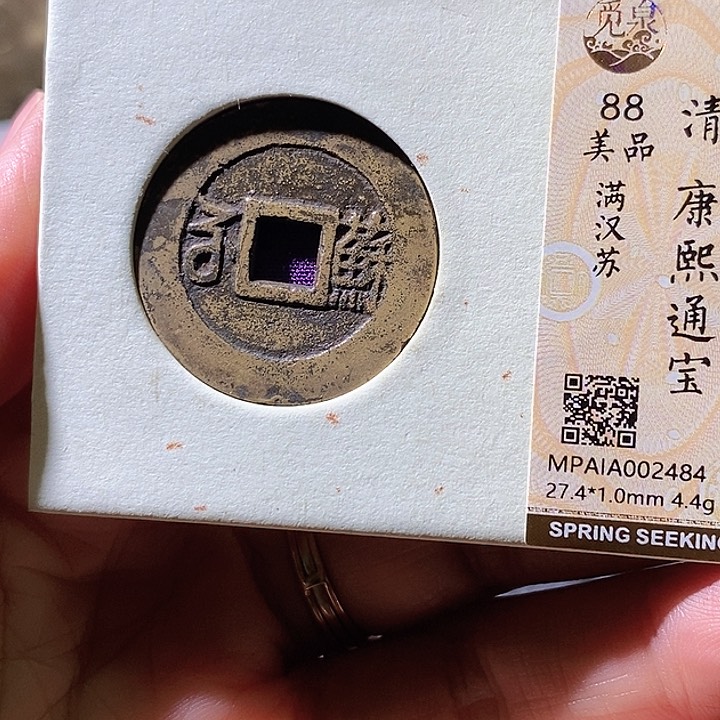 蘇
觅泉
88
美品
满汉苏
清 康熙通宝
MPAIA002484
27.4*1.0mm 4.4g
SPRING SEEKING